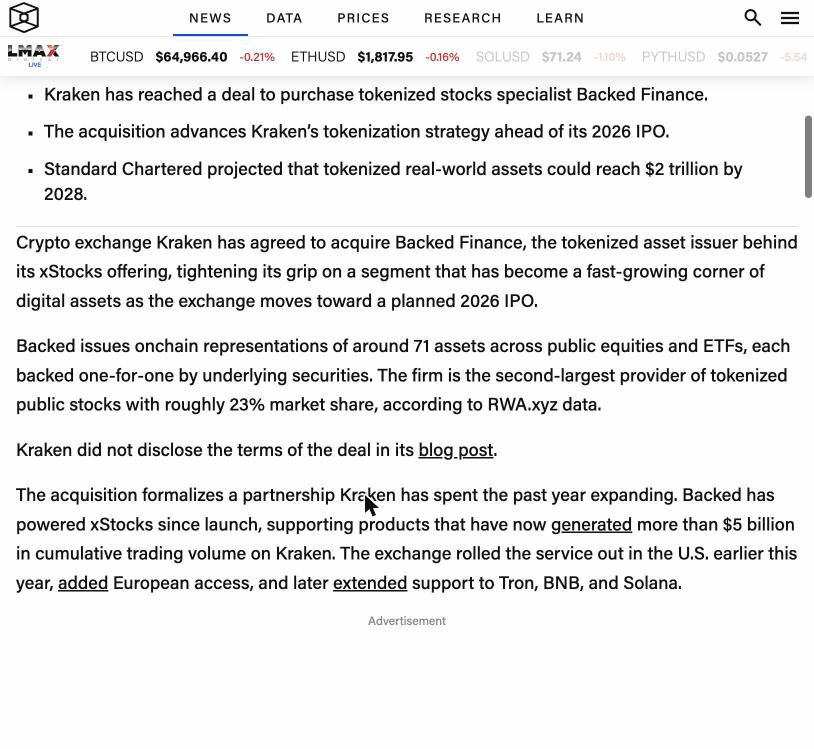 NEWS DATA PRICES RESEARCH LEARN
LMAX
DIGITAL
LIVE
BTCUSD $64,966.40 -0.21% ETHUSD $1,817.95 -0.16% SOLUSD $71.24 -1.10% PYTHUSD $0.0527 -5.54
▪ Kraken has reached a deal to purchase tokenized stocks specialist Backed Finance.
▪ The acquisition advances Kraken's tokenization strategy ahead of its 2026 IPO.
▪ Standard Chartered projected that tokenized real-world assets could reach $2 trillion by
2028.
Crypto exchange Kraken has agreed to acquire Backed Finance, the tokenized asset issuer behind
its xStocks offering, tightening its grip on a segment that has become a fast-growing corner of
digital assets as the exchange moves toward a planned 2026 IPO.
Backed issues onchain representations of around 71 assets across public equities and ETFs, each
backed one-for-one by underlying securities. The firm is the second-largest provider of tokenized
public stocks with roughly 23% market share, according to RWA.xyz data.
Kraken did not disclose the terms of the deal in its blog post.
The acquisition formalizes a partnership Kraken has spent the past year expanding. Backed has
powered xStocks since launch, supporting products that have now generated more than $5 billion
in cumulative trading volume on Kraken. The exchange rolled the service out in the U.S. earlier this
year, added European access, and later extended support to Tron, BNB, and Solana.
Advertisement